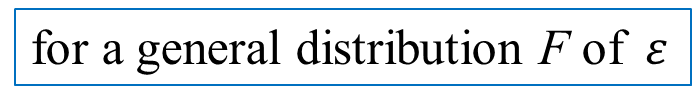 for a general distribution F of ε